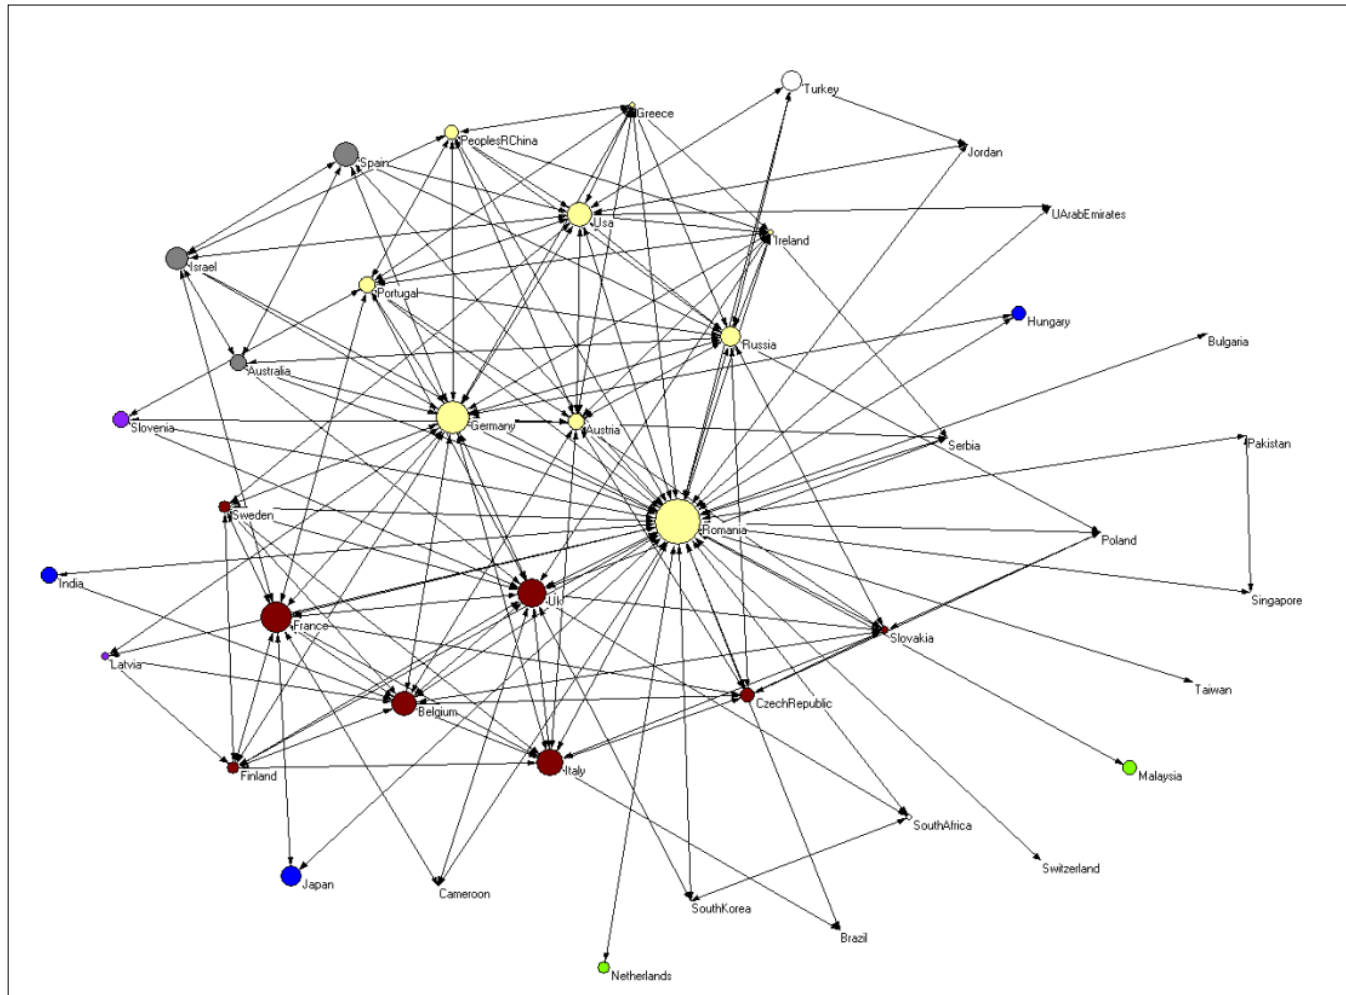 Turkey
Greece
PeoplesRChina
Jordan
Spain
UArabEmirates
Usa
Ireland
Israel
Portugal
Hungary
Russia
Bulgaria
Australia
Slovenia
Germany
Austria
Serbia
Pakistan
Sweden
Romania
Poland
India
Uk
Singapore
France
Slovakia
Latvia
Taiwan
CzechRepublic
Belgium
Finland
Italy
Malaysia
SouthAfrica
Switzerland
Japan
Cameroon
SouthKorea
Brazil
Netherlands